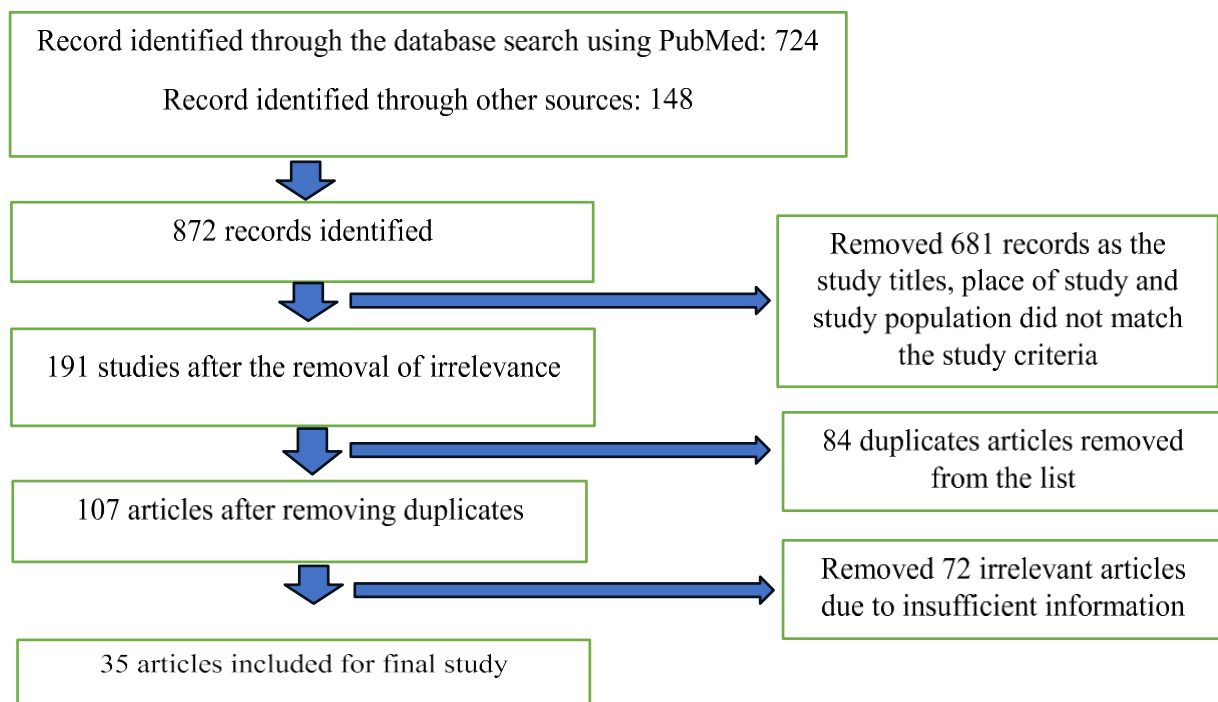 Record identified through the database search using PubMed: 724
Record identified through other sources: 148
872 records identified
Removed 681 records as the
study titles, place of study and
study population did not match
the study criteria
191 studies after the removal of irrelevance
84 duplicates articles removed
from the list
107 articles after removing duplicates
Removed 72 irrelevant articles
due to insufficient information
35 articles included for final study